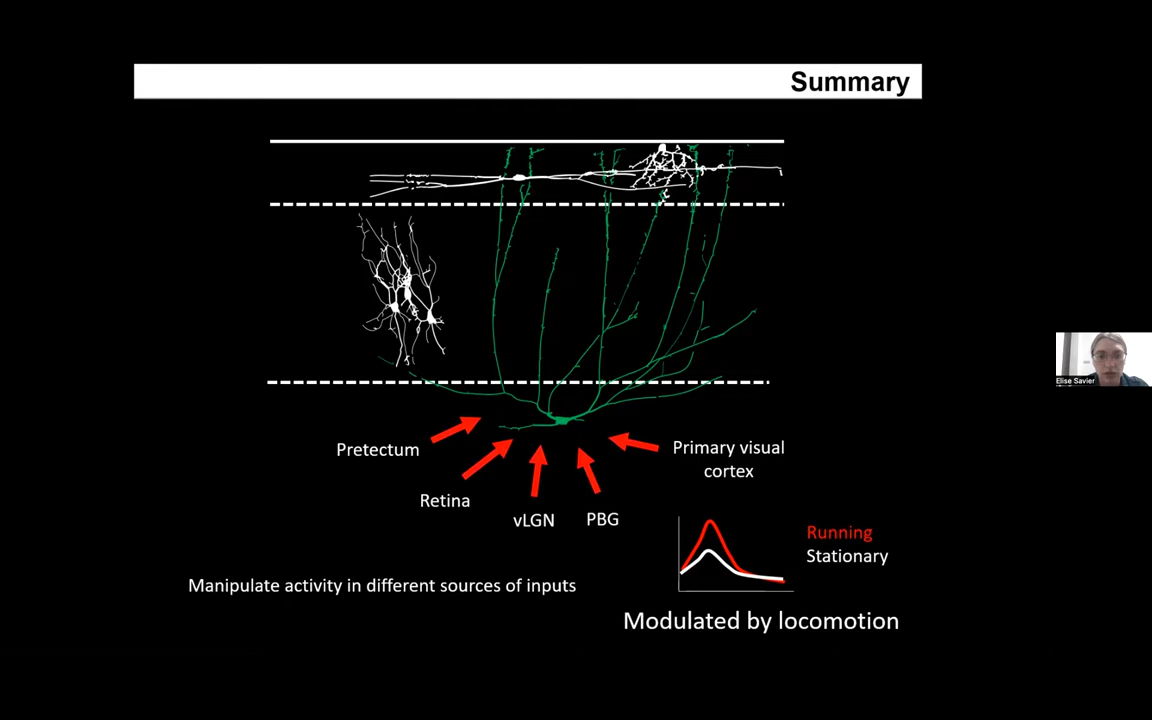 Summary
Pretectum
Retina
vLGN
PBG
Primary visual
cortex
Elise Savier
Running
Stationary
Manipulate activity in different sources of inputs
Modulated by locomotion